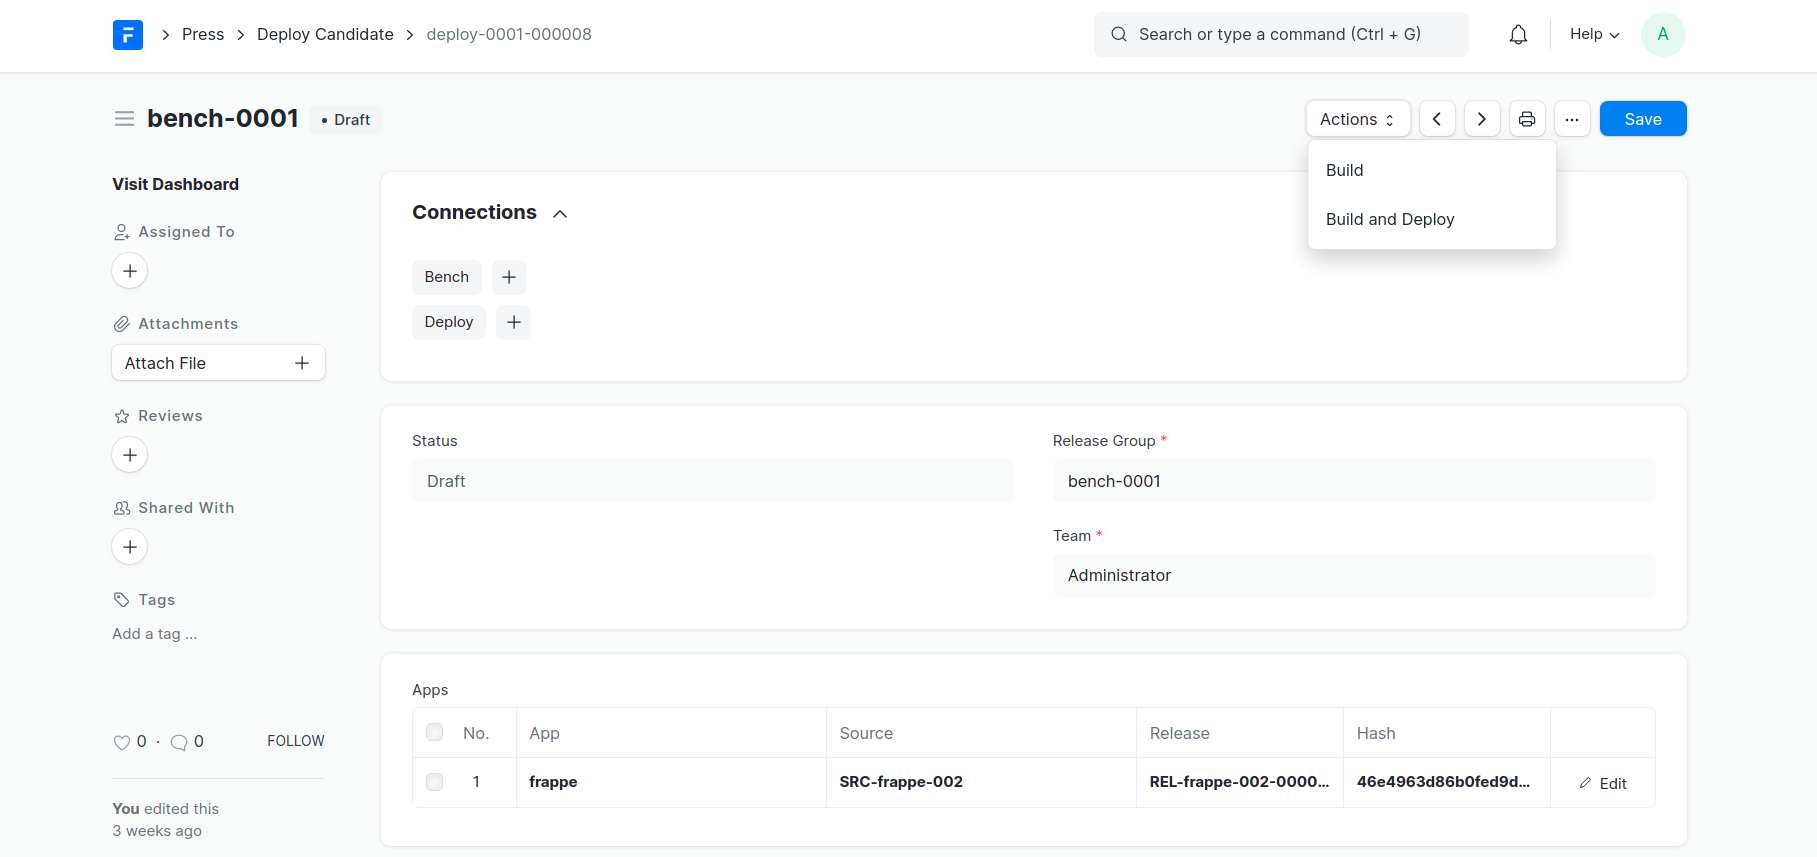 Press Deploy Candidate deploy-0001-000008
Search or type a command (Ctrl + G)
Help
A
bench-0001
• Draft
Actions
...
Save
Build
Build and Deploy
Visit Dashboard
Assigned To
Attachments
Attach File
Reviews
Shared With
Tags
Add a tag ...
0 · 0 FOLLOW
You edited this
3 weeks ago
Connections
Bench
Deploy
Status
Draft
Release Group *
bench-0001
Team *
Administrator
Apps
No. App Source Release Hash
1 frappe SRC-frappe-002 REL-frappe-002-0000... 46e4963d86b0fed9d... Edit